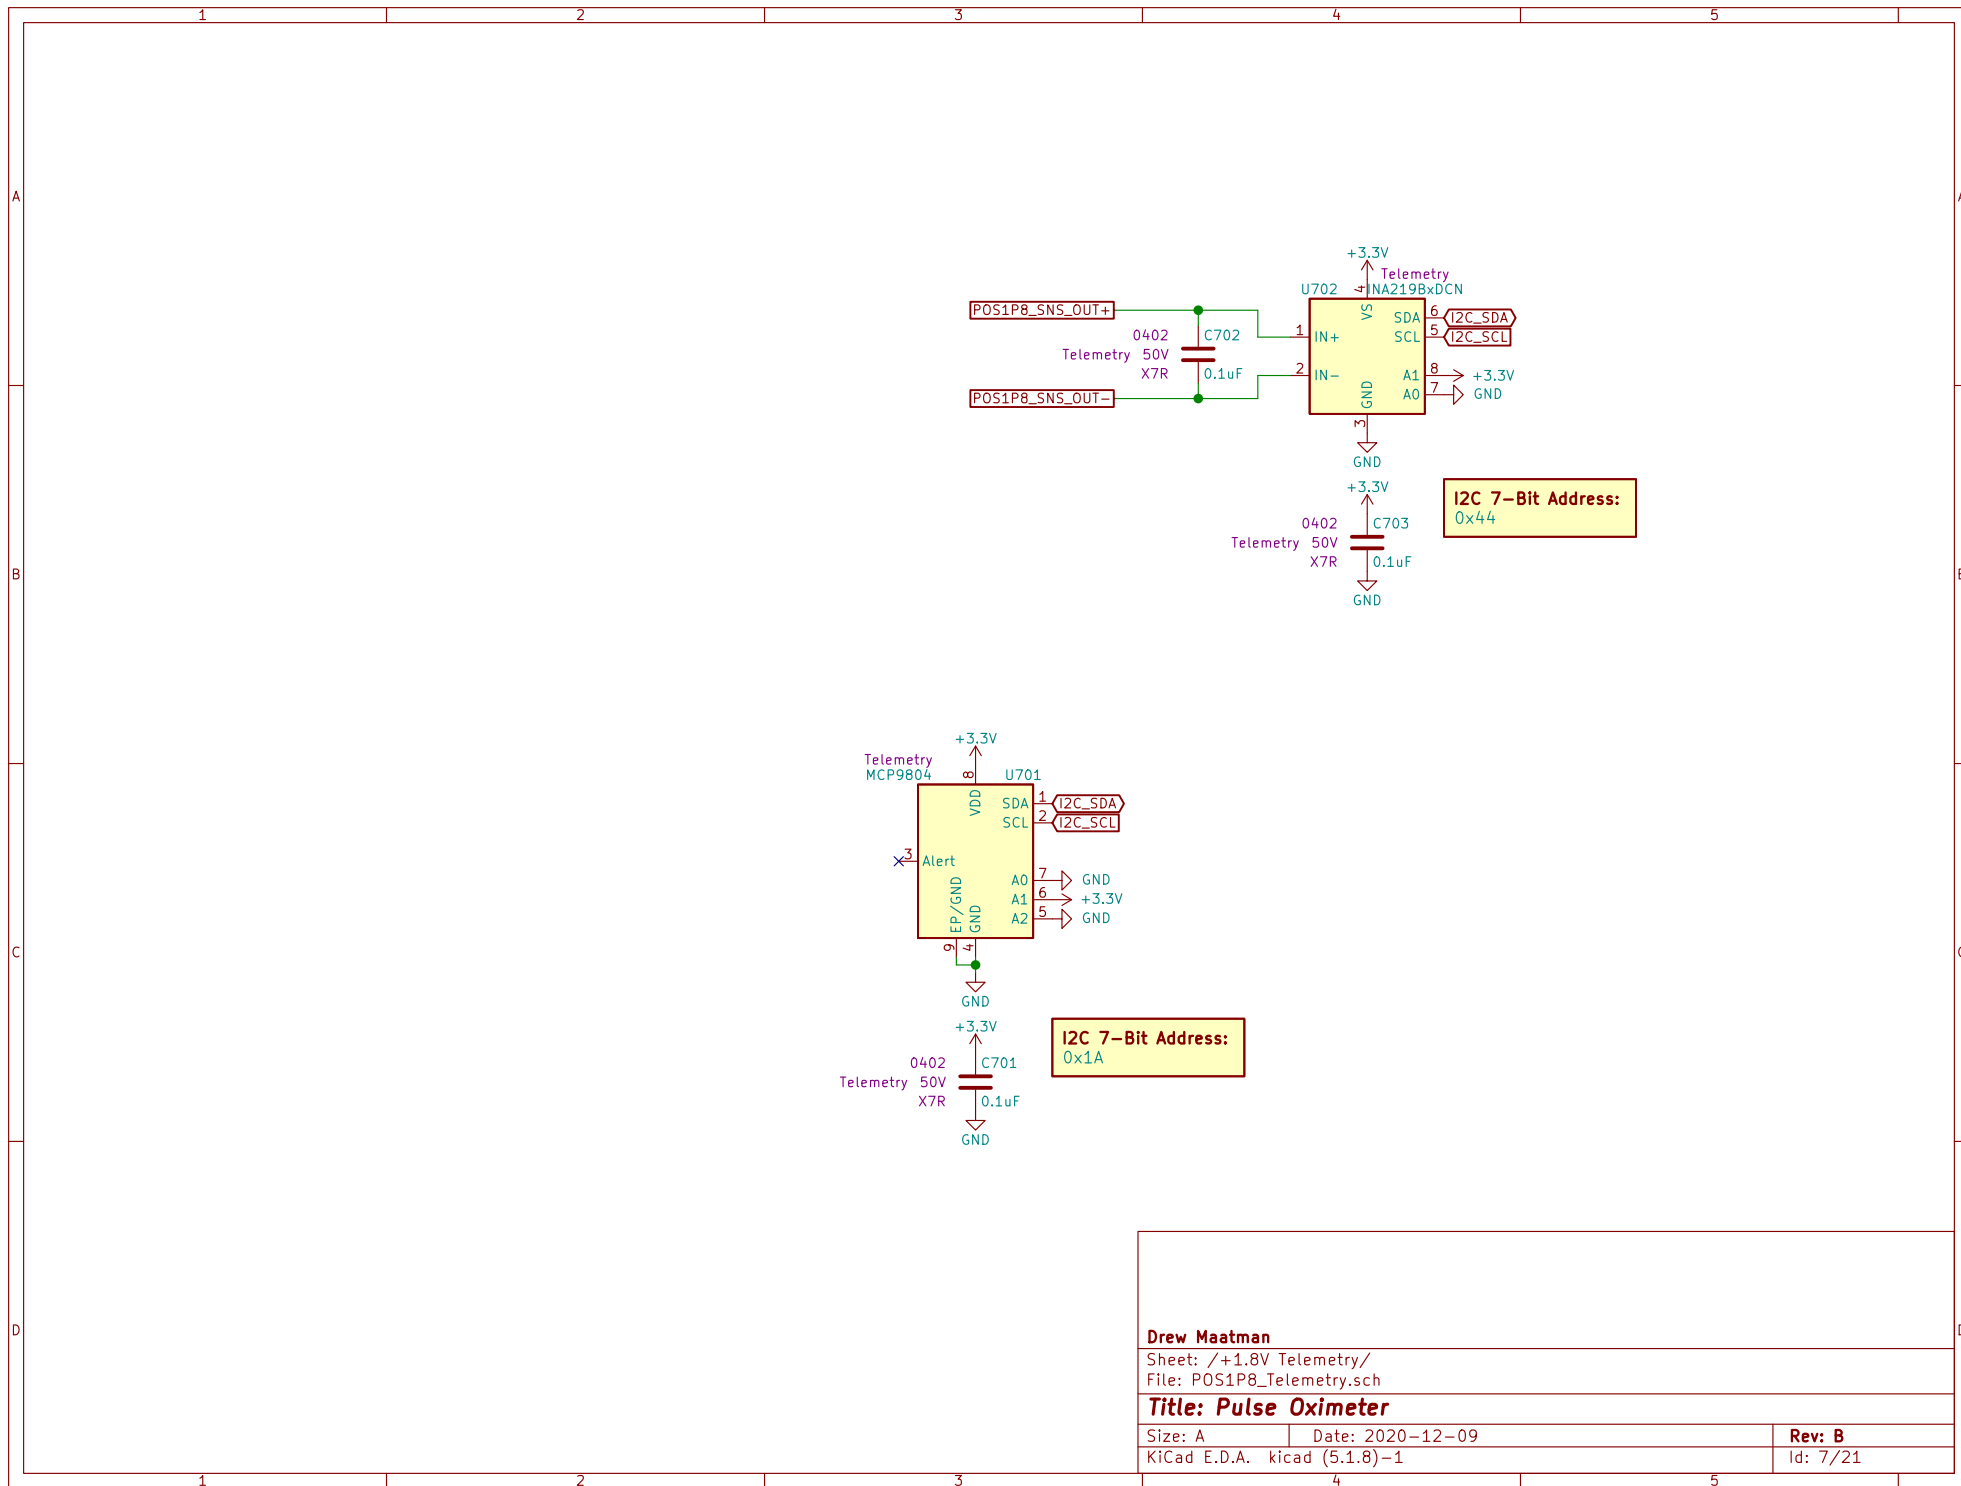 1 2 3 4 5
A
+3.3V
Telemetry
U702 4 INA219BxDCN
POS1P8_SNS_OUT+
VS
SDA 6 I2C_SDA
0402 C702
1 IN+
SCL 5 I2C_SCL
Telemetry 50V
X7R 0.1uF
2 IN-
A1 8 +3.3V
A0 7 GND
POS1P8_SNS_OUT-
GND
3
GND
+3.3V
I2C 7-Bit Address:
0x44
0402 C703
Telemetry 50V
X7R 0.1uF
B
GND
+3.3V
Telemetry
MCP9804 8 U701
VDD
SDA 1 I2C_SDA
SCL 2 I2C_SCL
3 Alert
A0 7 GND
A1 6 +3.3V
A2 5 GND
EP/GND
GND
9 4
C
GND
+3.3V
I2C 7-Bit Address:
0x1A
0402 C701
Telemetry 50V
X7R 0.1uF
GND
D
Drew Maatman
Sheet: /+1.8V Telemetry/
File: POS1P8_Telemetry.sch
Title: Pulse Oximeter
Size: A Date: 2020-12-09 Rev: B
KiCad E.D.A. kicad (5.1.8)-1 Id: 7/21
1 2 3 4 5